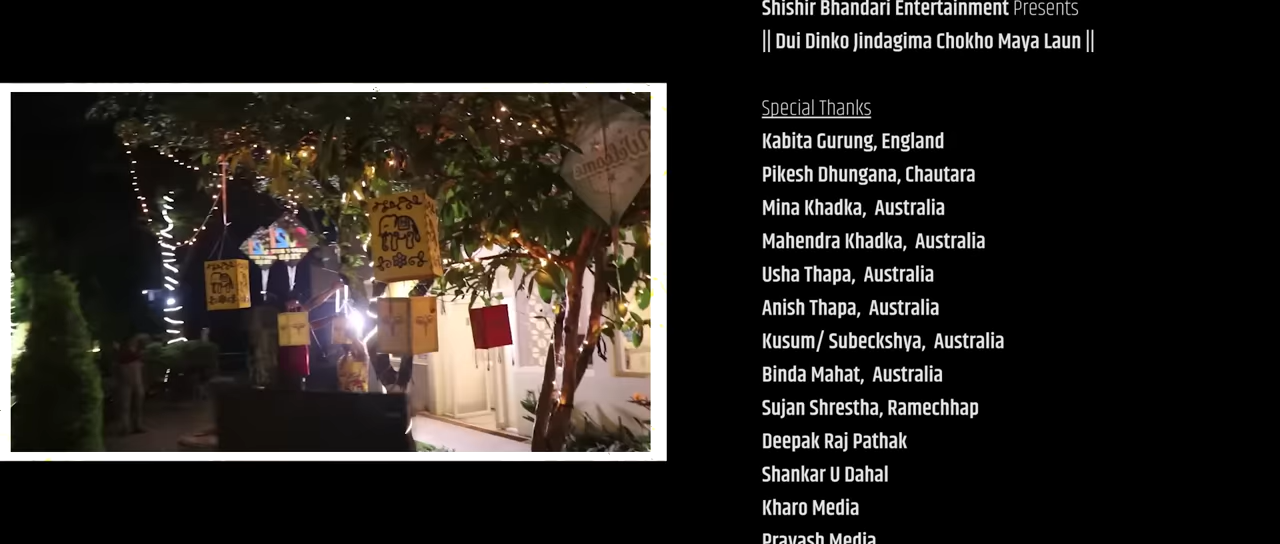 Shishir Bhandari Entertainment Presents
|| Dui Dinko Jindagima Chokho Maya Laun ||
Special Thanks
Kabita Gurung, England
Pikesh Dhungana, Chautara
Mina Khadka, Australia
Mahendra Khadka, Australia
Usha Thapa, Australia
Anish Thapa, Australia
Kusum/ Subeckshya, Australia
Binda Mahat, Australia
Sujan Shrestha, Ramechhap
Deepak Raj Pathak
Shankar U Dahal
Kharo Media
Prayash Media
Welcome